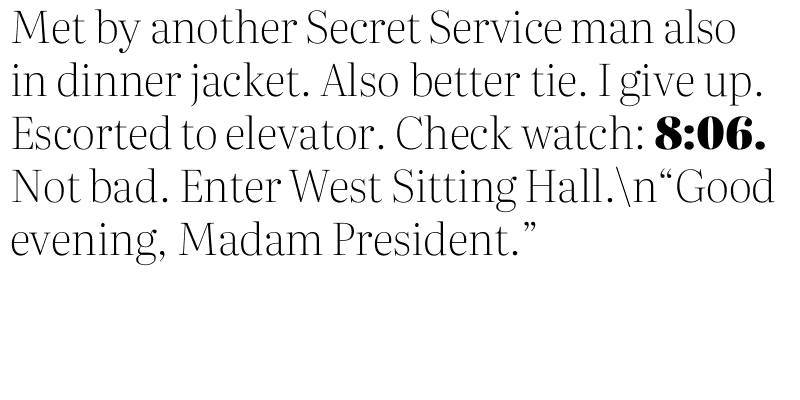 Met by another Secret Service man also
in dinner jacket. Also better tie. I give up.
Escorted to elevator. Check watch: 8:06.
Not bad. Enter West Sitting Hall.\n“Good
evening, Madam President.”